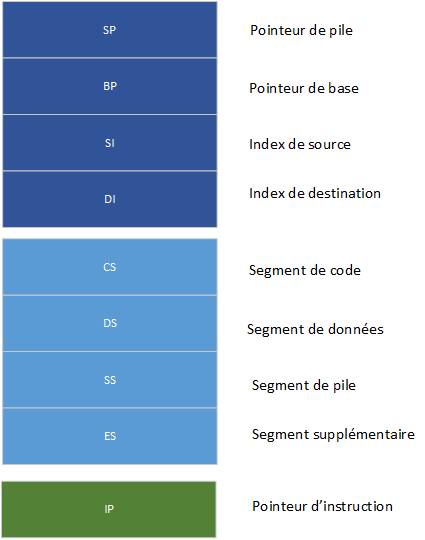 SP Pointeur de pile
BP Pointeur de base
SI Index de source
DI Index de destination
CS Segment de code
DS Segment de données
SS Segment de pile
ES Segment supplémentaire
IP Pointeur d’instruction